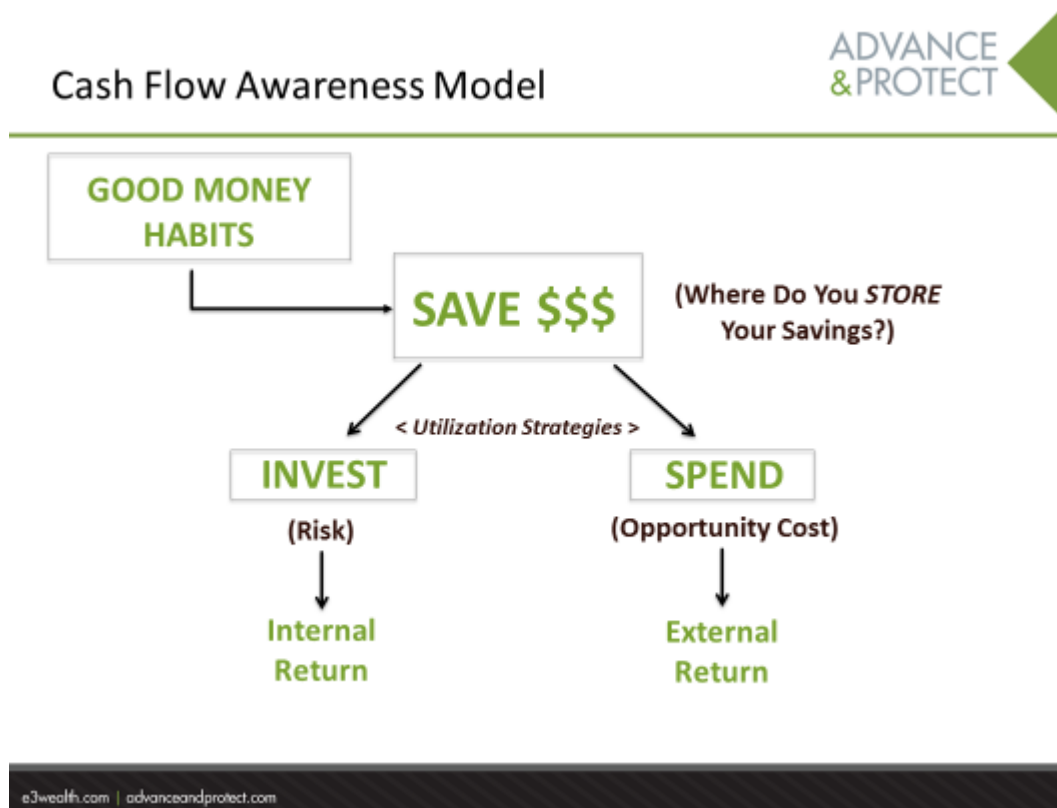 ADVANCE
&PROTECT
Cash Flow Awareness Model
GOOD MONEY
HABITS
SAVE $$$
(Where Do You STORE
Your Savings?)
< Utilization Strategies >
INVEST
SPEND
(Risk)
(Opportunity Cost)
Internal
Return
External
Return
e3wealth.com | advanceandprotect.com